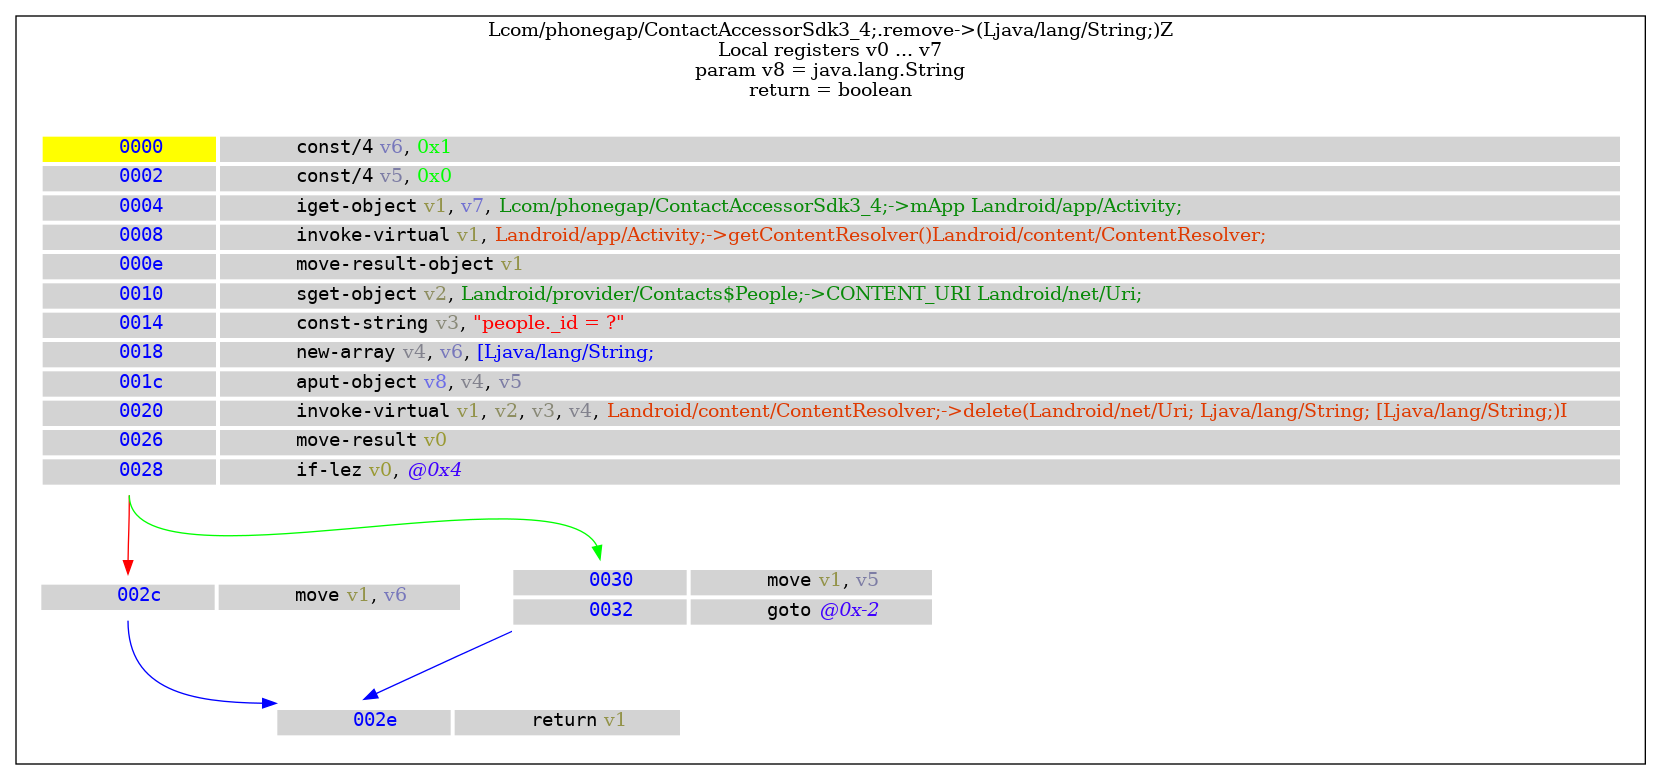 Lcom/phonegap/ContactAccessorSdk3_4;.remove->(Ljava/lang/String;)Z
Local registers v0 ... v7
param v8 = java.lang.String
return = boolean
0000 const/4 v6, 0x1
0002 const/4 v5, 0x0
0004 iget-object v1, v7, Lcom/phonegap/ContactAccessorSdk3_4;->mApp Landroid/app/Activity;
0008 invoke-virtual v1, Landroid/app/Activity;->getContentResolver()Landroid/content/ContentResolver;
000e move-result-object v1
0010 sget-object v2, Landroid/provider/Contacts$People;->CONTENT_URI Landroid/net/Uri;
0014 const-string v3, "people._id = ?"
0018 new-array v4, v6, [Ljava/lang/String;
001c aput-object v8, v4, v5
0020 invoke-virtual v1, v2, v3, v4, Landroid/content/ContentResolver;->delete(Landroid/net/Uri; Ljava/lang/String; [Ljava/lang/String;)I
0026 move-result v0
0028 if-lez v0, @0x4
002c move v1, v6
0030 move v1, v5
0032 goto @0x-2
002e return v1